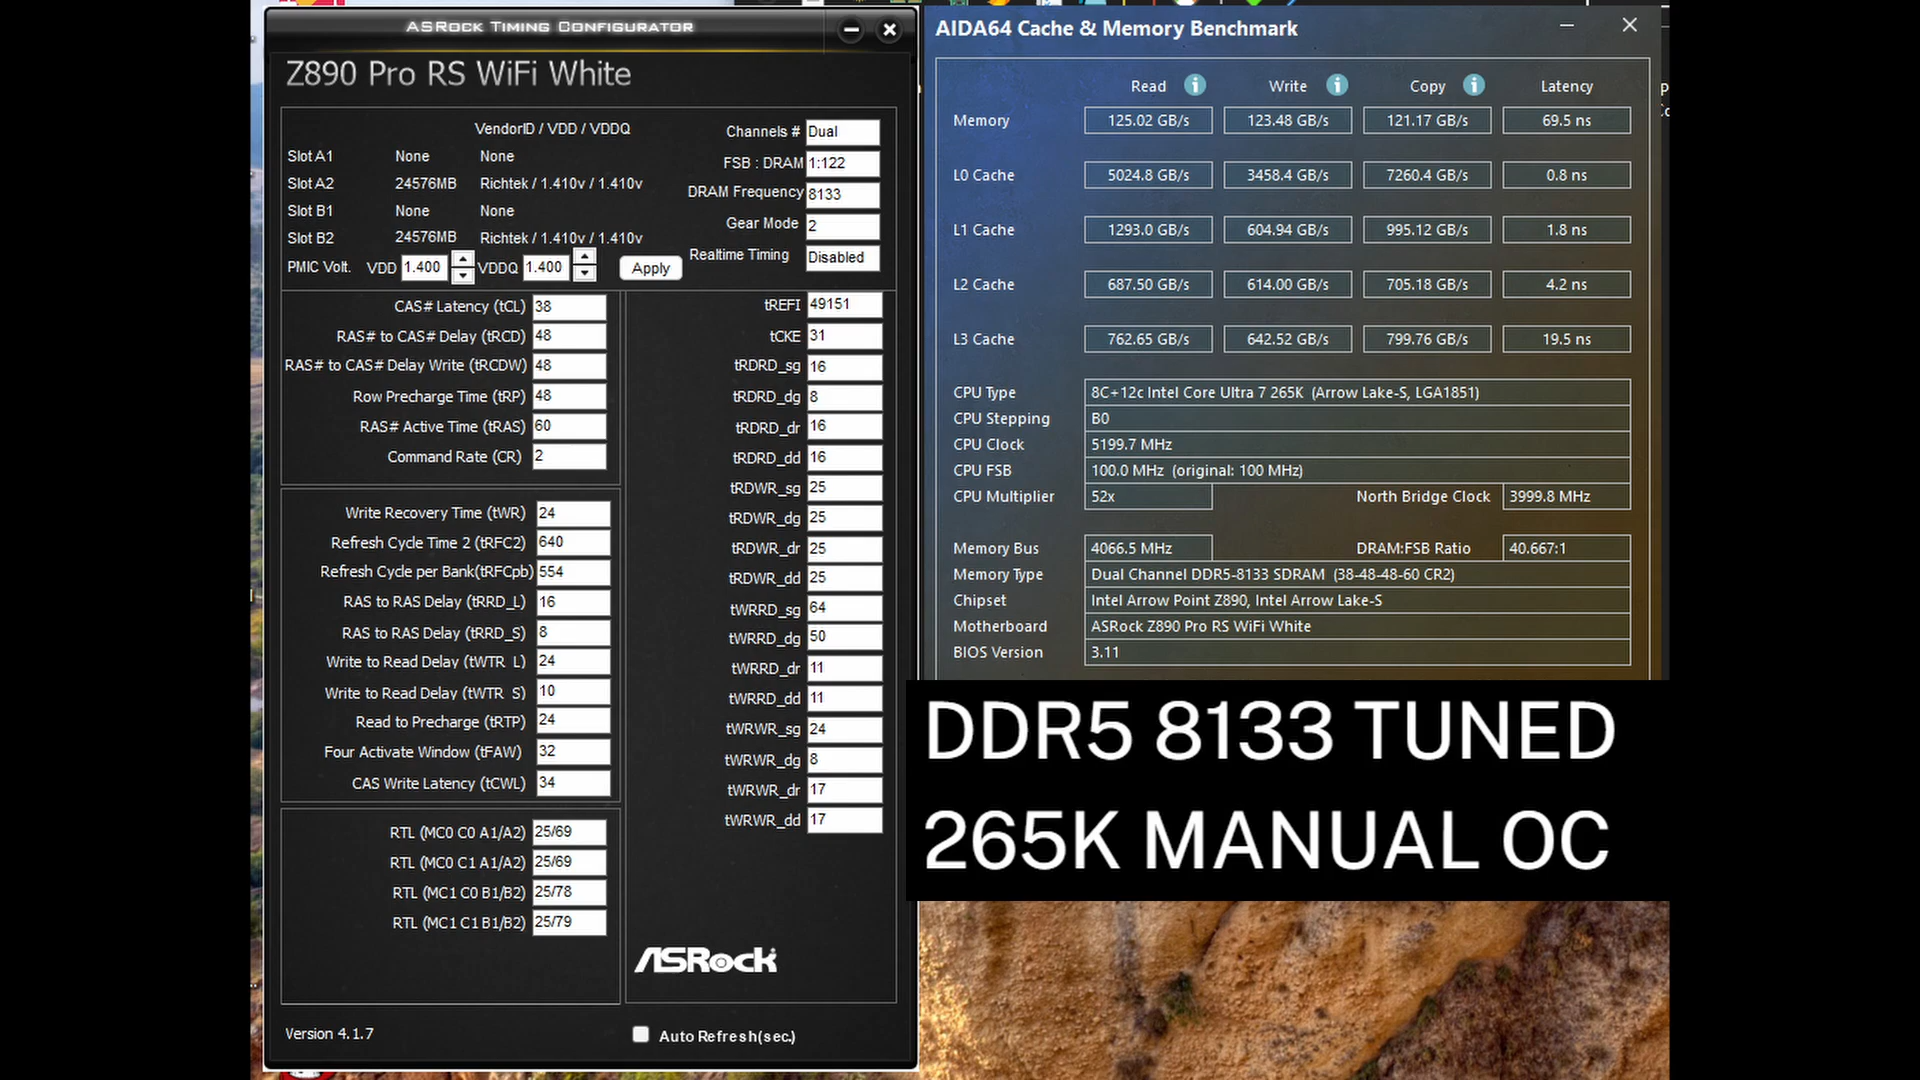 ASRock Timing Configurator
Z890 Pro RS WiFi White
VendorID / VDD / VDDQ
Slot A1 None None
Slot A2 24576MB Richtek / 1.410v / 1.410v
Slot B1 None None
Slot B2 24576MB Richtek / 1.410v / 1.410v
PMIC Volt. VDD 1.400 VDDQ 1.400 Apply
Channels # Dual
FSB : DRAM 1:122
DRAM Frequency 8133
Gear Mode 2
Realtime Timing Disabled
CAS# Latency (tCL) 38
RAS# to CAS# Delay (tRCD) 48
RAS# to CAS# Delay Write (tRCDW) 48
Row Precharge Time (tRP) 48
RAS# Active Time (tRAS) 60
Command Rate (CR) 2
Write Recovery Time (tWR) 24
Refresh Cycle Time 2 (tRFC2) 640
Refresh Cycle per Bank(tRFCpb) 554
RAS to RAS Delay (tRRD_L) 16
RAS to RAS Delay (tRRD_S) 8
Write to Read Delay (tWTR_L) 24
Write to Read Delay (tWTR_S) 10
Read to Precharge (tRTP) 24
Four Activate Window (tFAW) 32
CAS Write Latency (tCWL) 34
RTL (MC0 C0 A1/A2) 25/69
RTL (MC0 C1 A1/A2) 25/69
RTL (MC1 C0 B1/B2) 25/78
RTL (MC1 C1 B1/B2) 25/79
tREFI 49151
tCKE 31
tRDRD_sg 16
tRDRD_dg 8
tRDRD_dr 16
tRDRD_dd 16
tRDWR_sg 25
tRDWR_dg 25
tRDWR_dr 25
tRDWR_dd 25
tWRRD_sg 64
tWRRD_dg 50
tWRRD_dr 11
tWRRD_dd 11
tWRWR_sg 24
tWRWR_dg 8
tWRWR_dr 17
tWRWR_dd 17
ASRock
Version 4.1.7
Auto Refresh(sec.)
AIDA64 Cache & Memory Benchmark
Read Write Copy Latency
Memory 125.02 GB/s 123.48 GB/s 121.17 GB/s 69.5 ns
L0 Cache 5024.8 GB/s 3458.4 GB/s 7260.4 GB/s 0.8 ns
L1 Cache 1293.0 GB/s 604.94 GB/s 995.12 GB/s 1.8 ns
L2 Cache 687.50 GB/s 614.00 GB/s 705.18 GB/s 4.2 ns
L3 Cache 762.65 GB/s 642.52 GB/s 799.76 GB/s 19.5 ns
CPU Type 8C+12c Intel Core Ultra 7 265K (Arrow Lake-S, LGA1851)
CPU Stepping B0
CPU Clock 5199.7 MHz
CPU FSB 100.0 MHz (original: 100 MHz)
CPU Multiplier 52x North Bridge Clock 3999.8 MHz
Memory Bus 4066.5 MHz DRAM:FSB Ratio 40.667:1
Memory Type Dual Channel DDR5-8133 SDRAM (38-48-48-60 CR2)
Chipset Intel Arrow Point Z890, Intel Arrow Lake-S
Motherboard ASRock Z890 Pro RS WiFi White
BIOS Version 3.11
DDR5 8133 TUNED
265K MANUAL OC